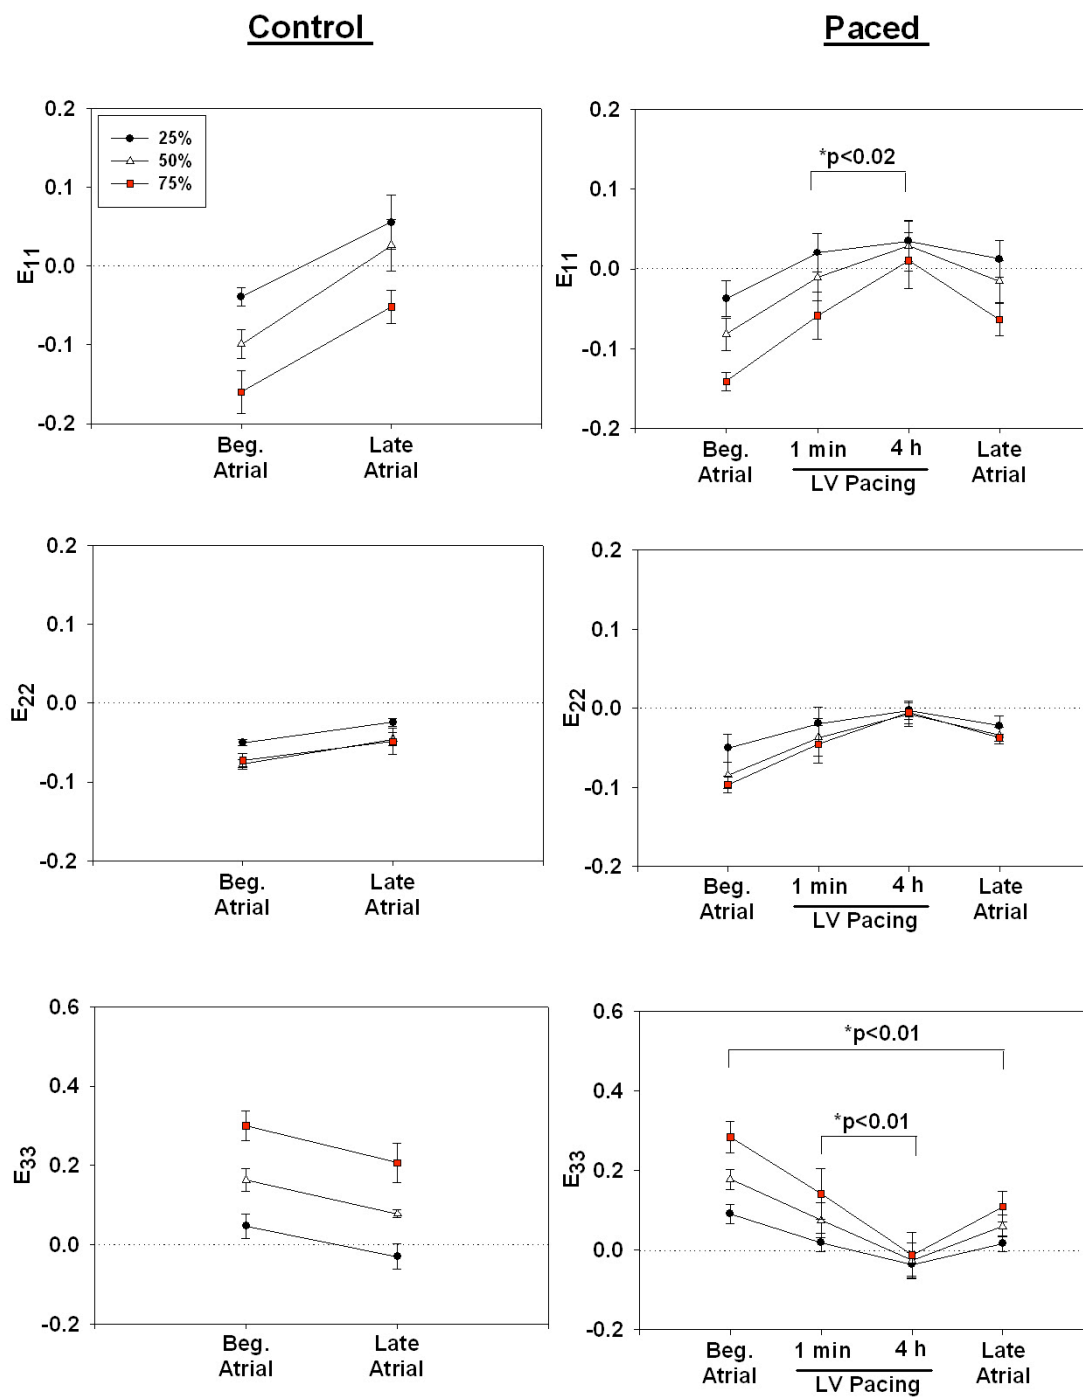 Control
Paced
0.2
0.1
0.0
-0.1
-0.2
E11
25%
50%
75%
Beg. Late
Atrial Atrial
0.2
0.1
0.0
-0.1
-0.2
E11
*p<0.02
Beg. 1 min 4 h Late
Atrial LV Pacing Atrial
0.2
0.1
0.0
-0.1
-0.2
E22
Beg. Late
Atrial Atrial
0.2
0.1
0.0
-0.1
-0.2
E22
Beg. 1 min 4 h Late
Atrial LV Pacing Atrial
0.6
0.4
0.2
0.0
-0.2
E33
Beg. Late
Atrial Atrial
0.6
0.4
0.2
0.0
-0.2
E33
*p<0.01
*p<0.01
Beg. 1 min 4 h Late
Atrial LV Pacing Atrial